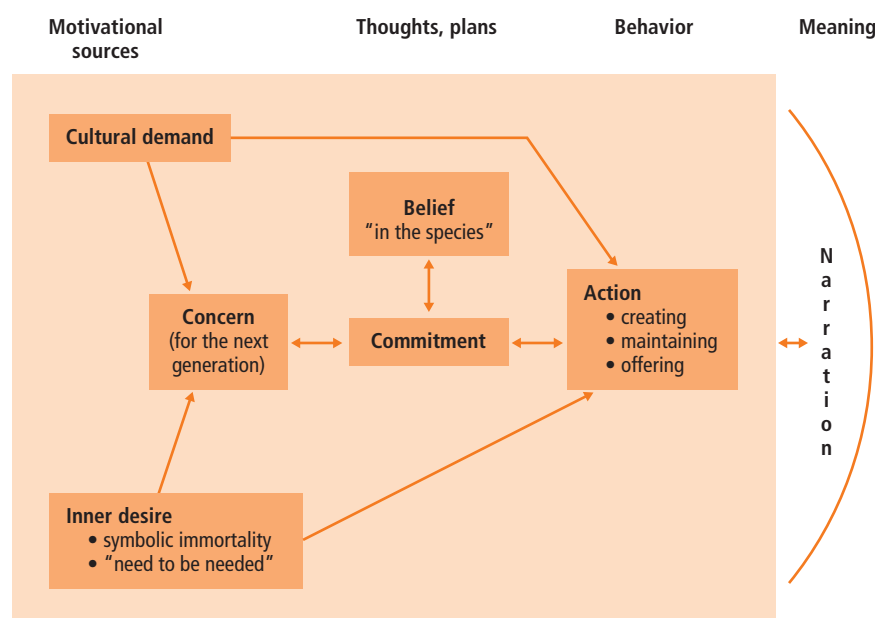 Motivational
sources
Thoughts, plans
Behavior
Meaning
Cultural demand
Belief
"in the species"
Concern
(for the next
generation)
Commitment
Action
• creating
• maintaining
• offering
Narration
Inner desire
• symbolic immortality
• "need to be needed"